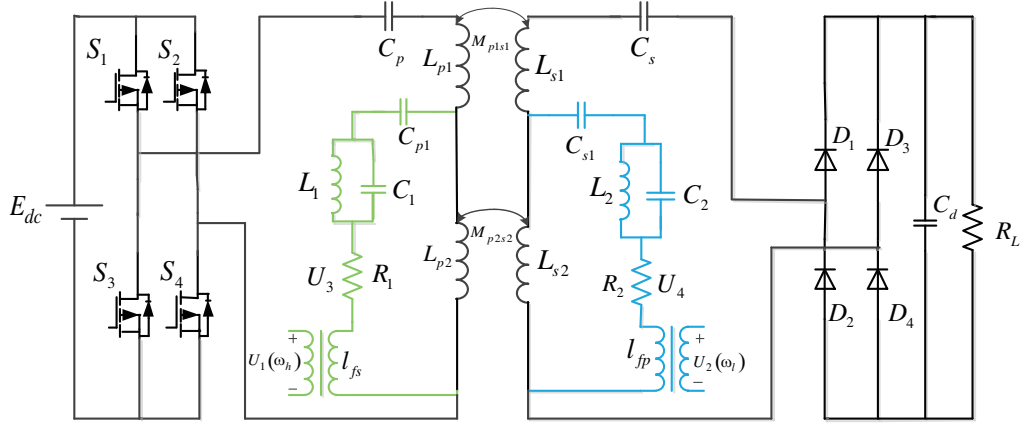 S1
S2
Cp
Mp1s1
Cs
Lp1
Ls1
Cp1
Cs1
D1
D3
L1
C1
L2
C2
Edc
Cd
RL
Mp2s2
S3
S4
U3
R1
Lp2
Ls2
R2
U4
D2
D4
+
U1(ωh)
−
lfs
lfp
+
U2(ωl)
−